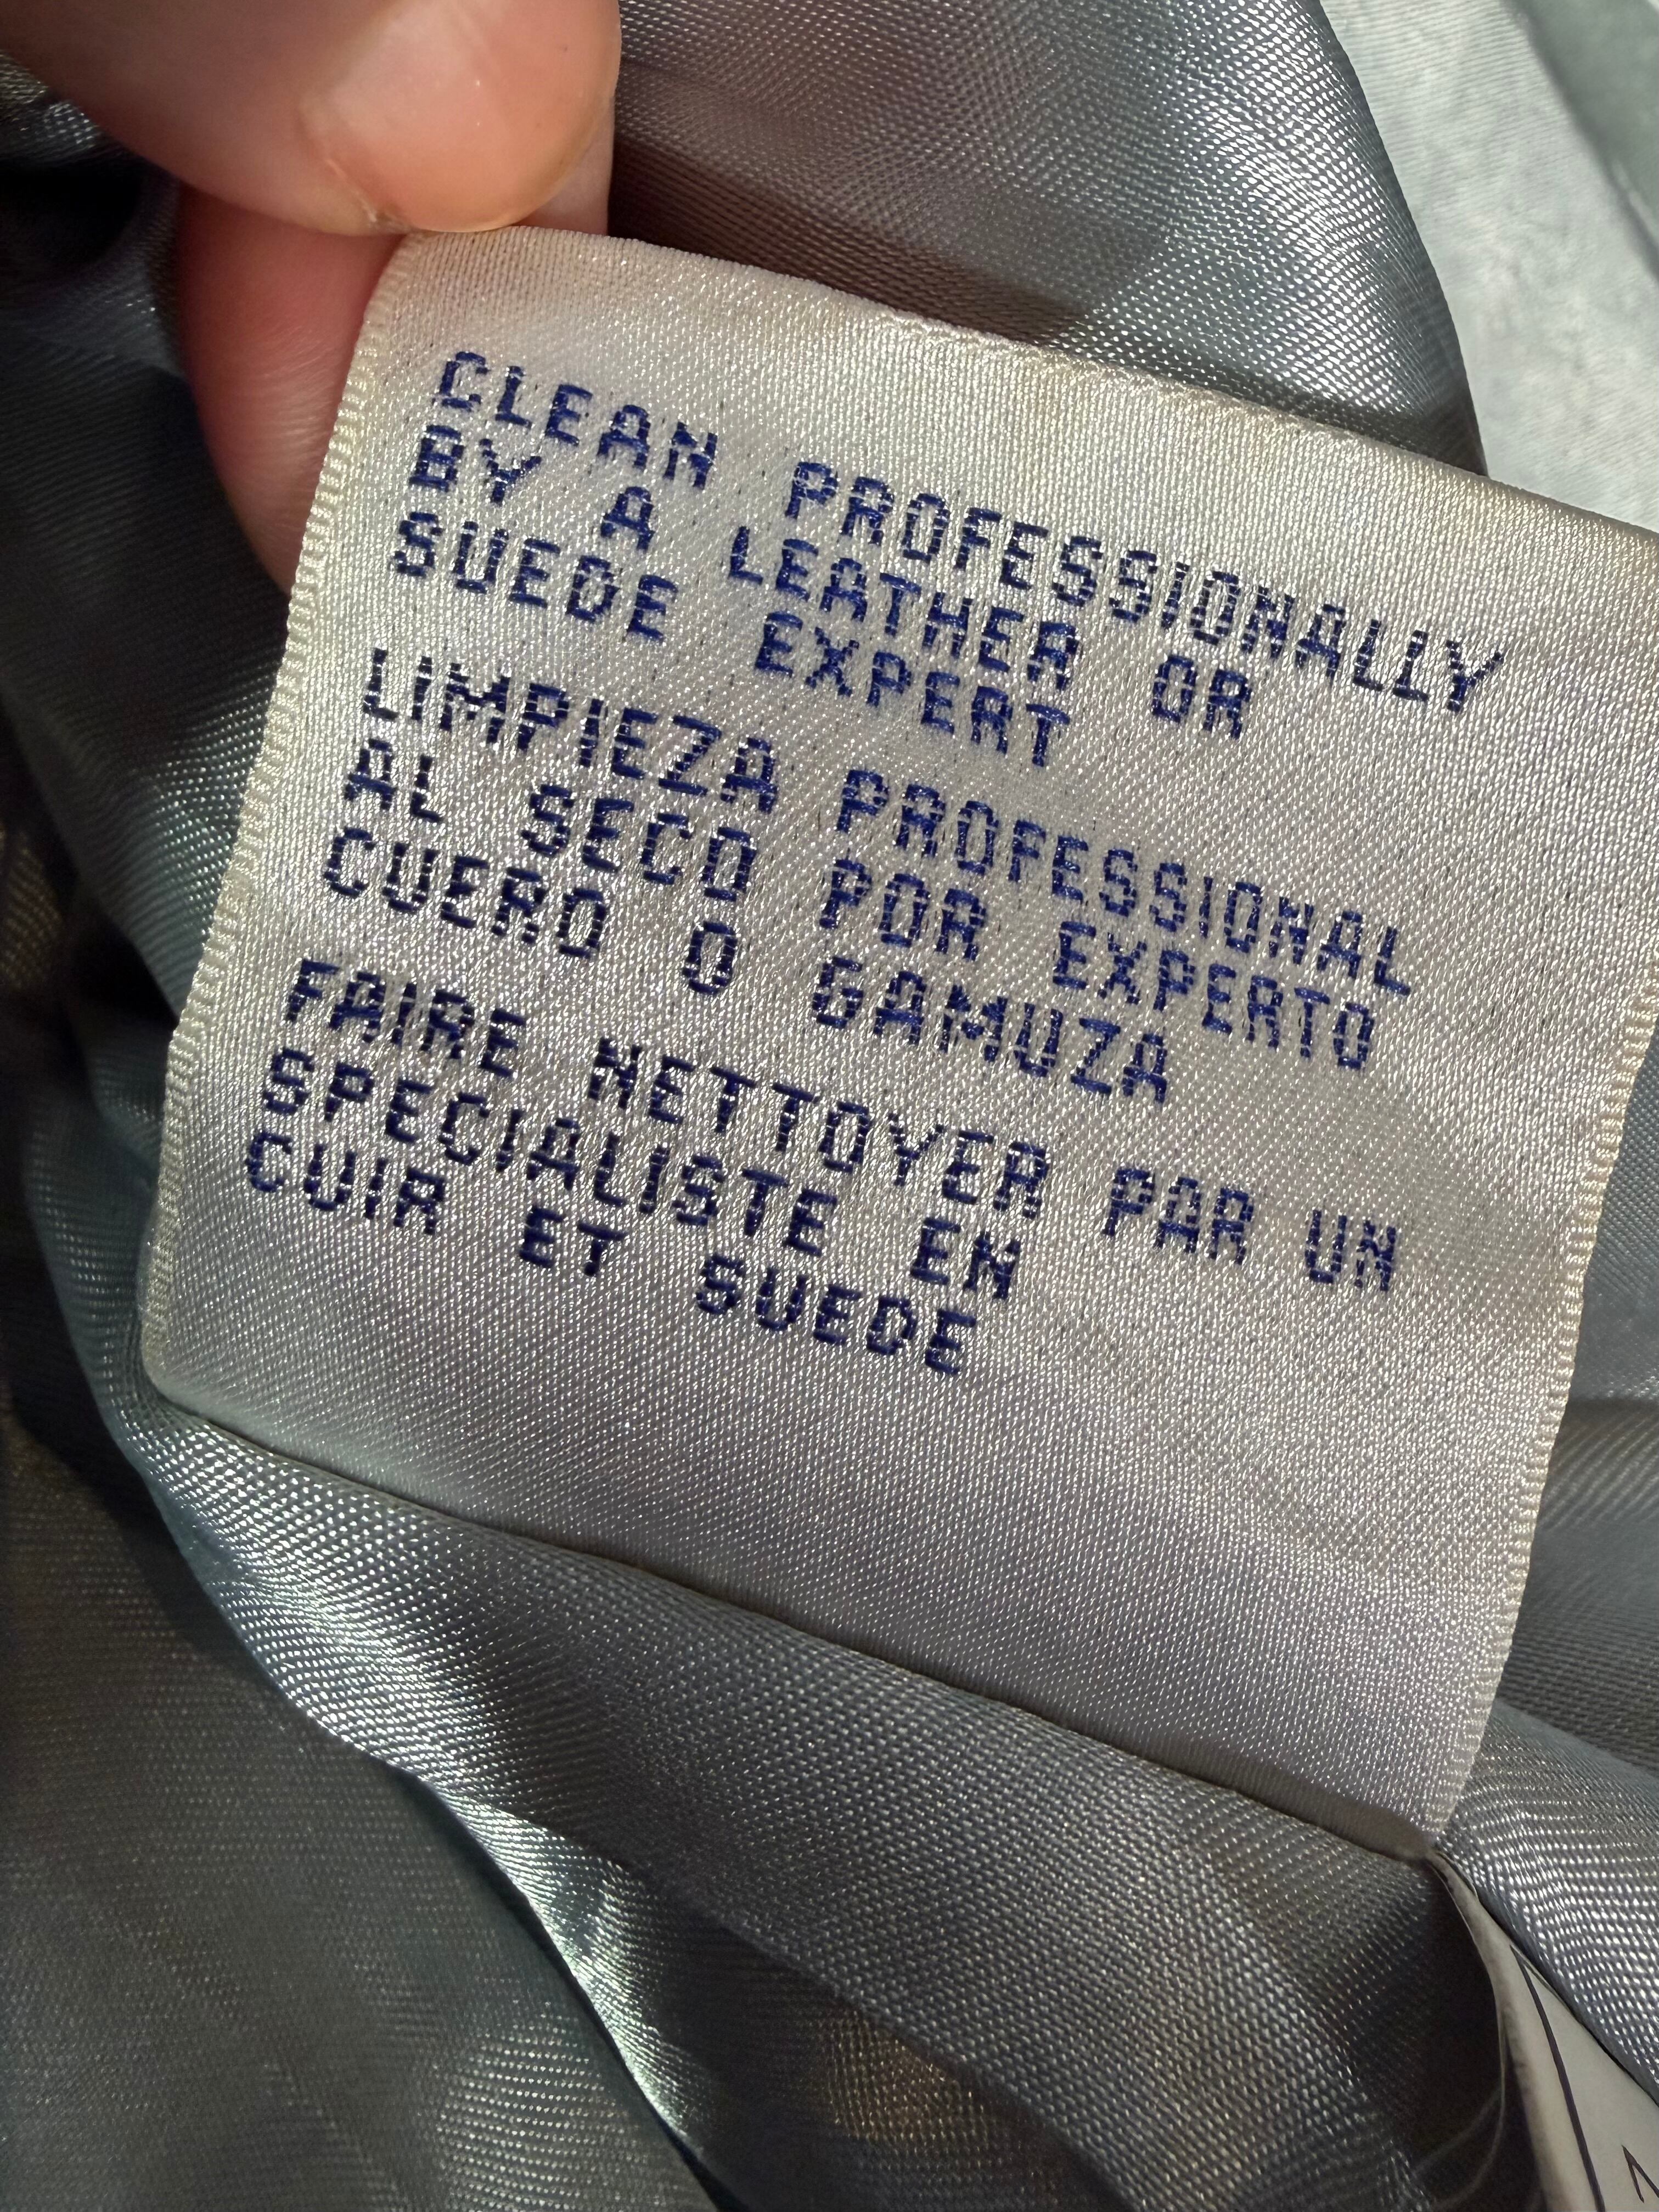 CLEAN PROFESSIONALLY
BY A LEATHER OR
SUEDE EXPERT
LIMPIEZA PROFESSIONAL
AL SECO POR EXPERTO
CUERO O GAMUZA
FAIRE NETTOYER PAR UN
SPECIALISTE EN
CUIR ET SUEDE